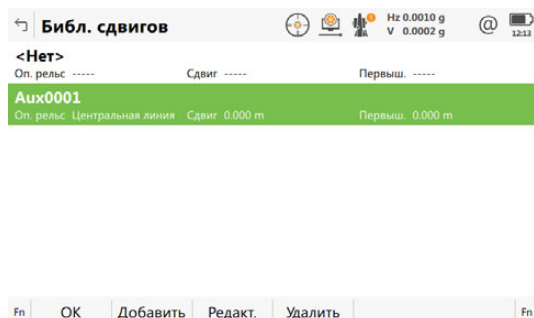 Библ. сдвигов
Hz 0.0010 g
V 0.0002 g
12:13
<Нет>
Оп. рельс ----- Сдвиг ----- Первыш. -----
Aux0001
Оп. рельс Центральная линия Сдвиг 0.000 m Первыш. 0.000 m
Fn OK Добавить Редакт. Удалить Fn